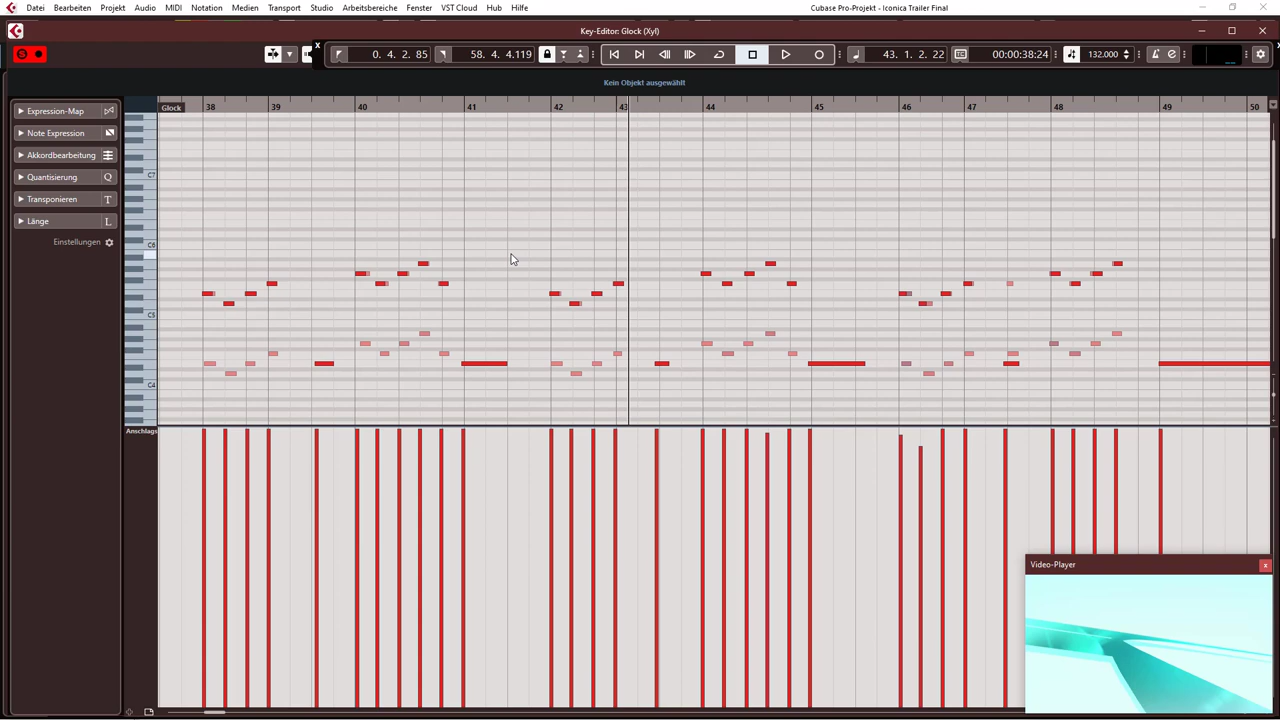 Datei Bearbeiten Projekt Audio MIDI Notation Medien Transport Studio Arbeitsbereiche Fenster VST Cloud Hub Hilfe Cubase Pro-Projekt - Iconica Trailer Final
Key-Editor: Glock (Xyl)
0. 4. 2. 85 58. 4. 4.119 43. 1. 2. 22 00:00:38:24 132.000
Kein Objekt ausgewählt
Glock 38 39 40 41 42 43 44 45 46 47 48 49 50
Expression-Map
Note Expression
Akkordbearbeitung
Quantisierung Q
Transponieren T
Länge L
Einstellungen
C7
C6
C5
C4
Anschlags
Video-Player